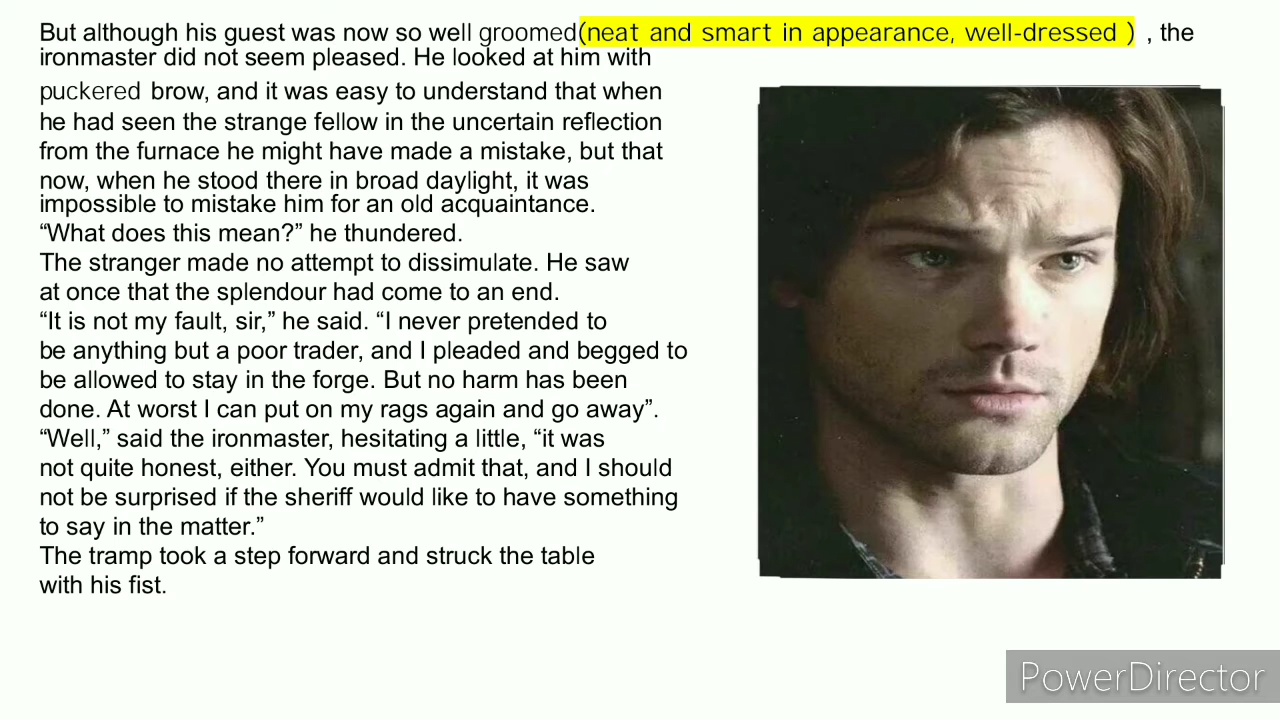 But although his guest was now so well groomed(neat and smart in appearance, well-dressed ) , the
ironmaster did not seem pleased. He looked at him with
puckered brow, and it was easy to understand that when
he had seen the strange fellow in the uncertain reflection
from the furnace he might have made a mistake, but that
now, when he stood there in broad daylight, it was
impossible to mistake him for an old acquaintance.
“What does this mean?” he thundered.
The stranger made no attempt to dissimulate. He saw
at once that the splendour had come to an end.
“It is not my fault, sir,” he said. “I never pretended to
be anything but a poor trader, and I pleaded and begged to
be allowed to stay in the forge. But no harm has been
done. At worst I can put on my rags again and go away”.
“Well,” said the ironmaster, hesitating a little, “it was
not quite honest, either. You must admit that, and I should
not be surprised if the sheriff would like to have something
to say in the matter.”
The tramp took a step forward and struck the table
with his fist.
PowerDirector